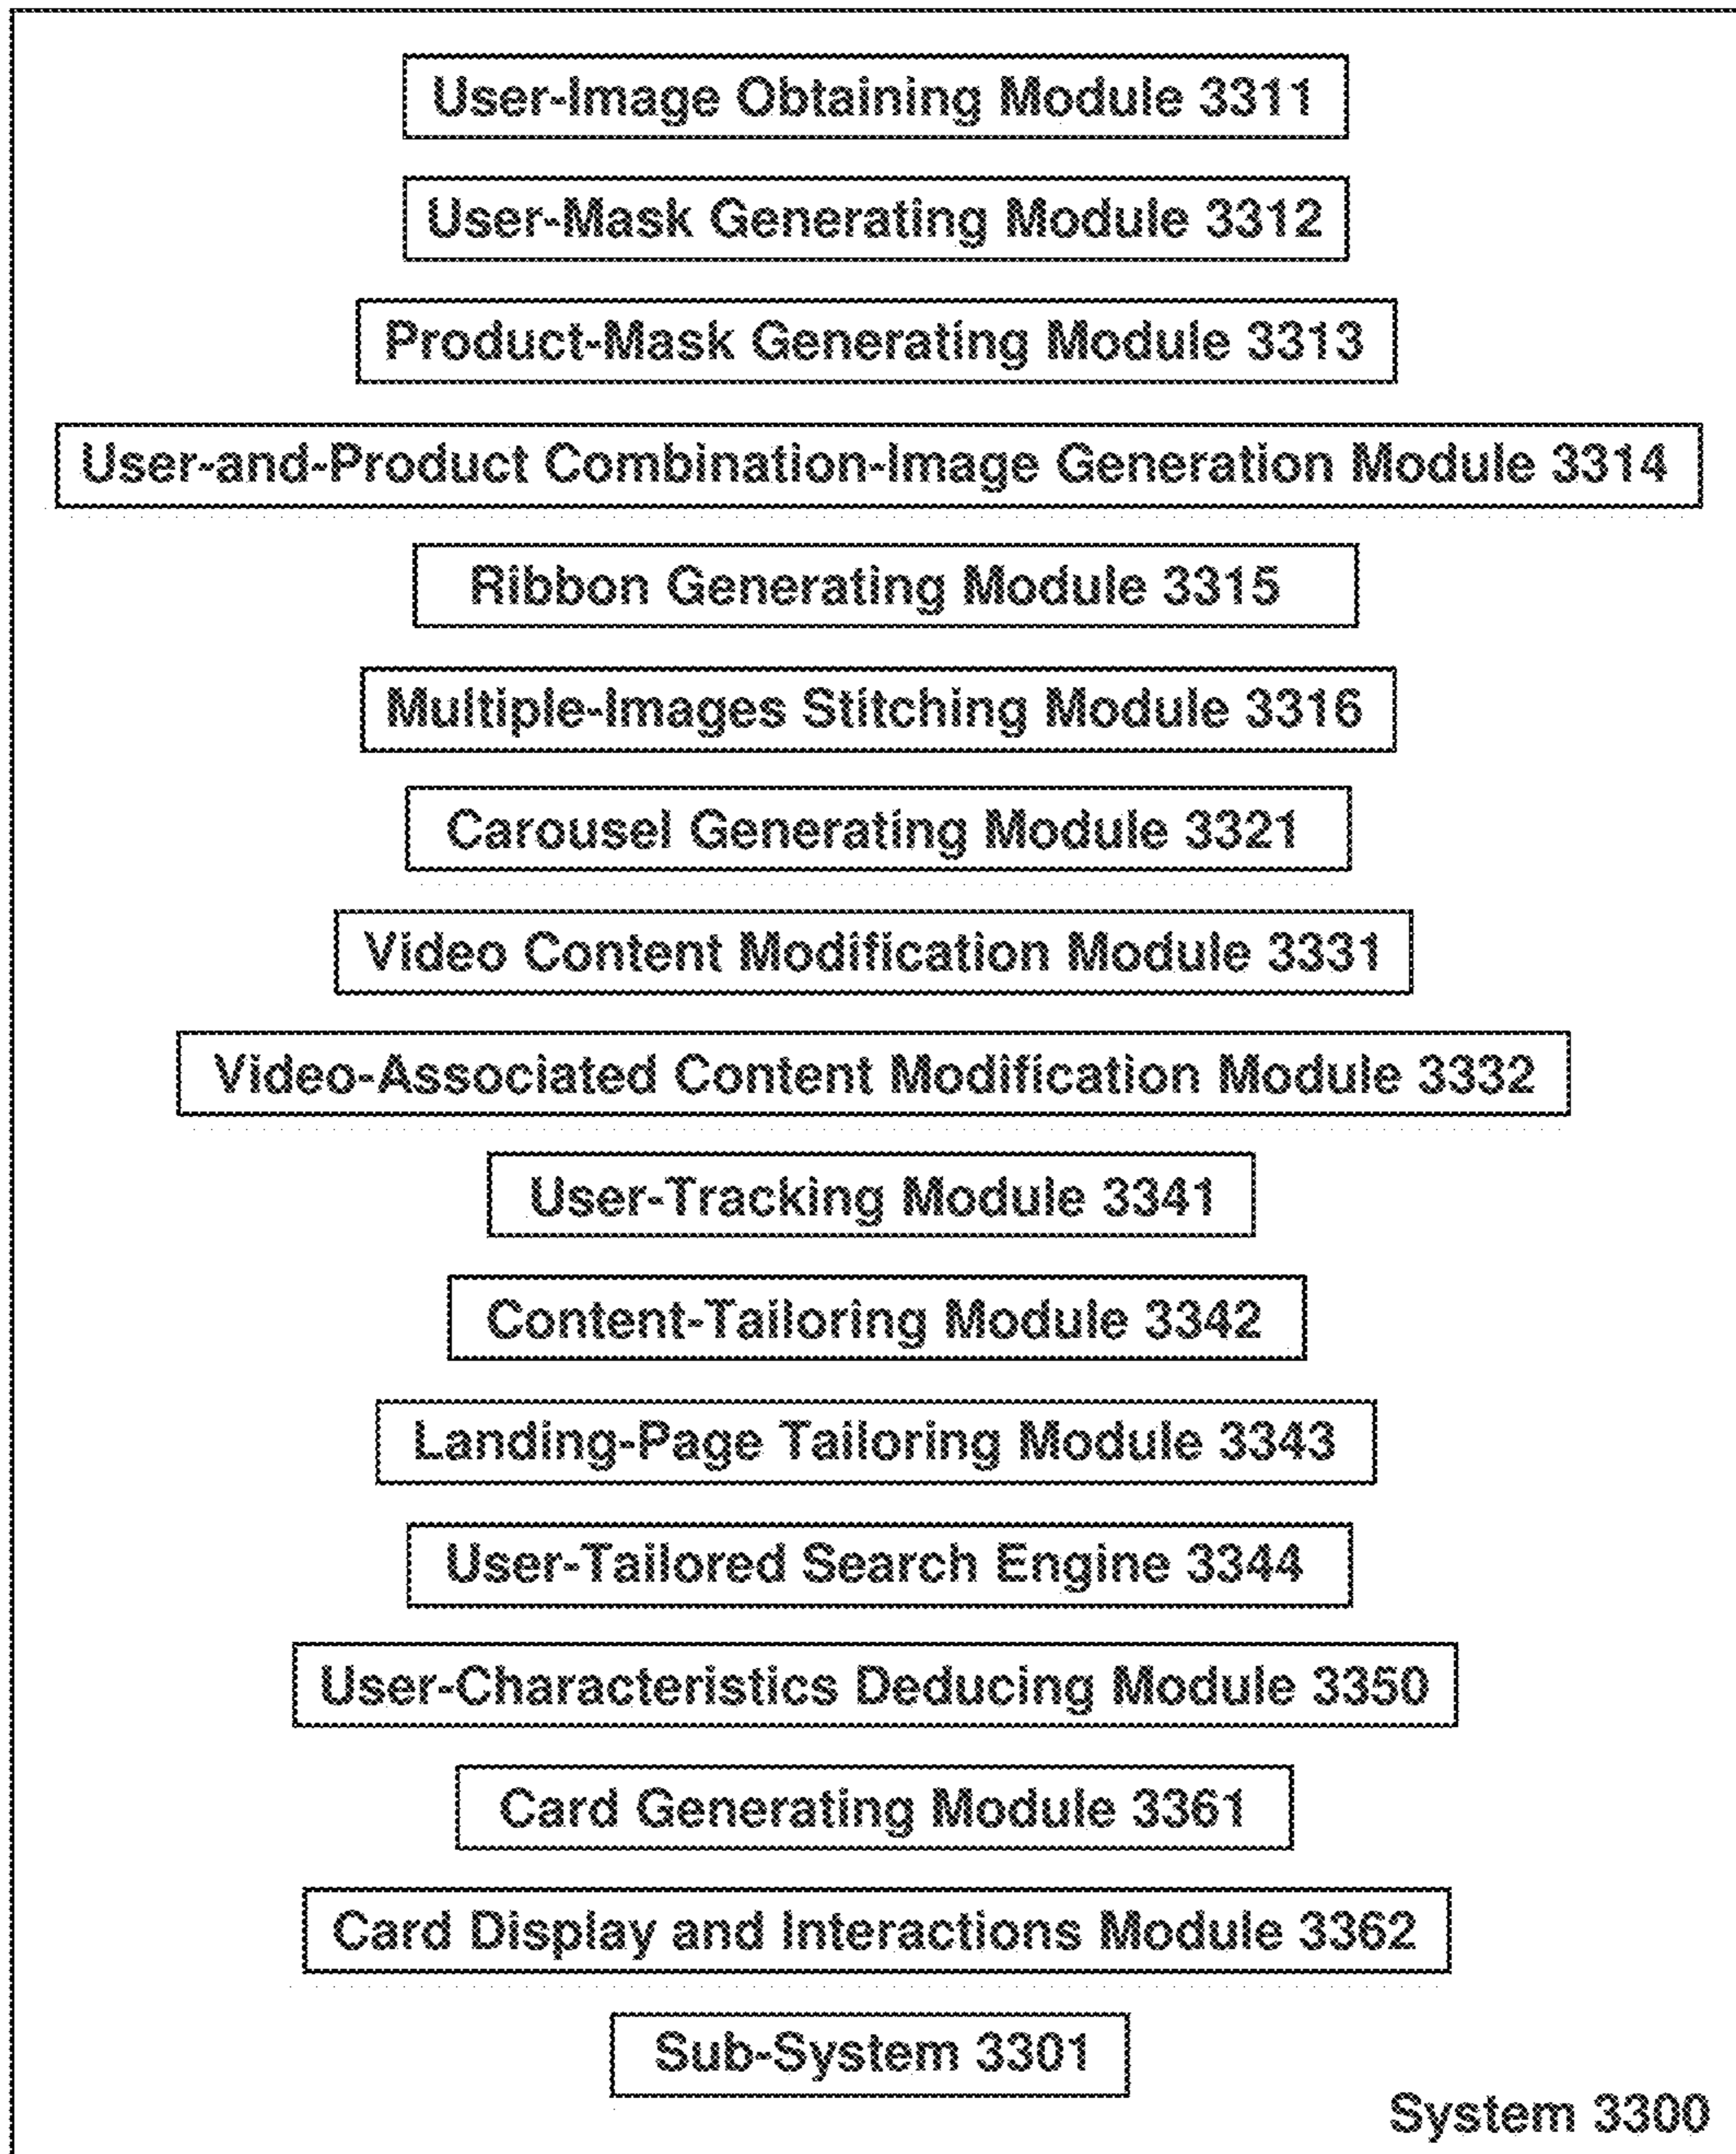 User-Image Obtaining Module 3311
User-Mask Generating Module 3312
Product-Mask Generating Module 3313
User-and-Product Combination-Image Generation Module 3314
Ribbon Generating Module 3315
Multiple-Images Stitching Module 3316
Carousel Generating Module 3321
Video Content Modification Module 3331
Video-Associated Content Modification Module 3332
User-Tracking Module 3341
Content-Tailoring Module 3342
Landing-Page Tailoring Module 3343
User-Tailored Search Engine 3344
User-Characteristics Deducing Module 3350
Card Generating Module 3361
Card Display and Interactions Module 3362
Sub-System 3301
System 3300